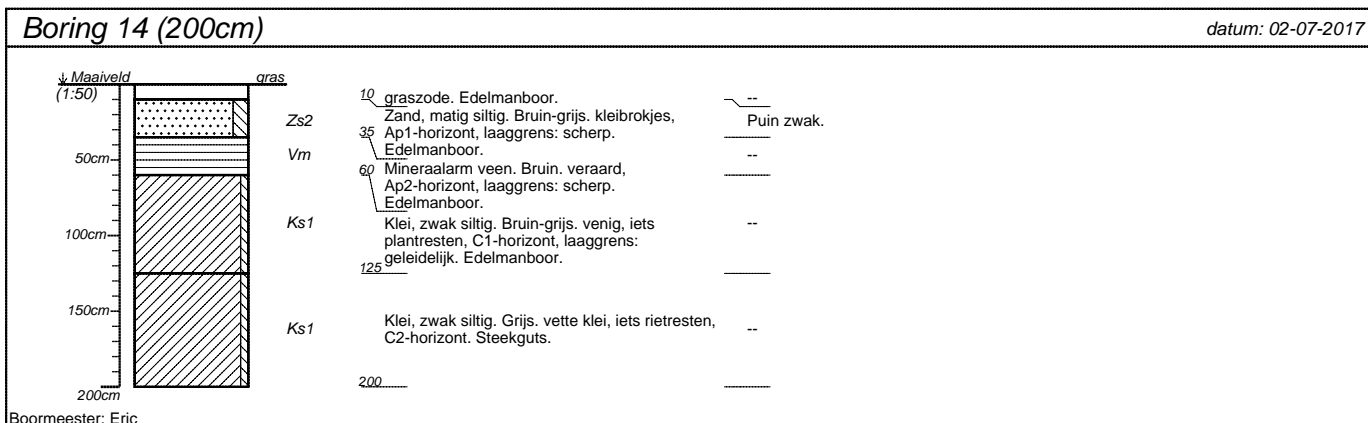 Boring 14 (200cm)
datum: 02-07-2017
Maaiveld
gras
(1:50)
10 graszode. Edelmanboor.
--
Zs2
Zand, matig siltig. Bruin-grijs. kleibrokjes,
Puin zwak.
35 Ap1-horizont, laaggrens: scherp.
Edelmanboor.
50cm
Vm
--
60 Mineraalarm veen. Bruin. veraard,
Ap2-horizont, laaggrens: scherp.
Edelmanboor.
Ks1
Klei, zwak siltig. Bruin-grijs. venig, iets
--
100cm
plantresten, C1-horizont, laaggrens:
geleidelijk. Edelmanboor.
125
150cm
Ks1
Klei, zwak siltig. Grijs. vette klei, iets rietresten,
--
C2-horizont. Steekguts.
200
200cm
Boormeester: Eric